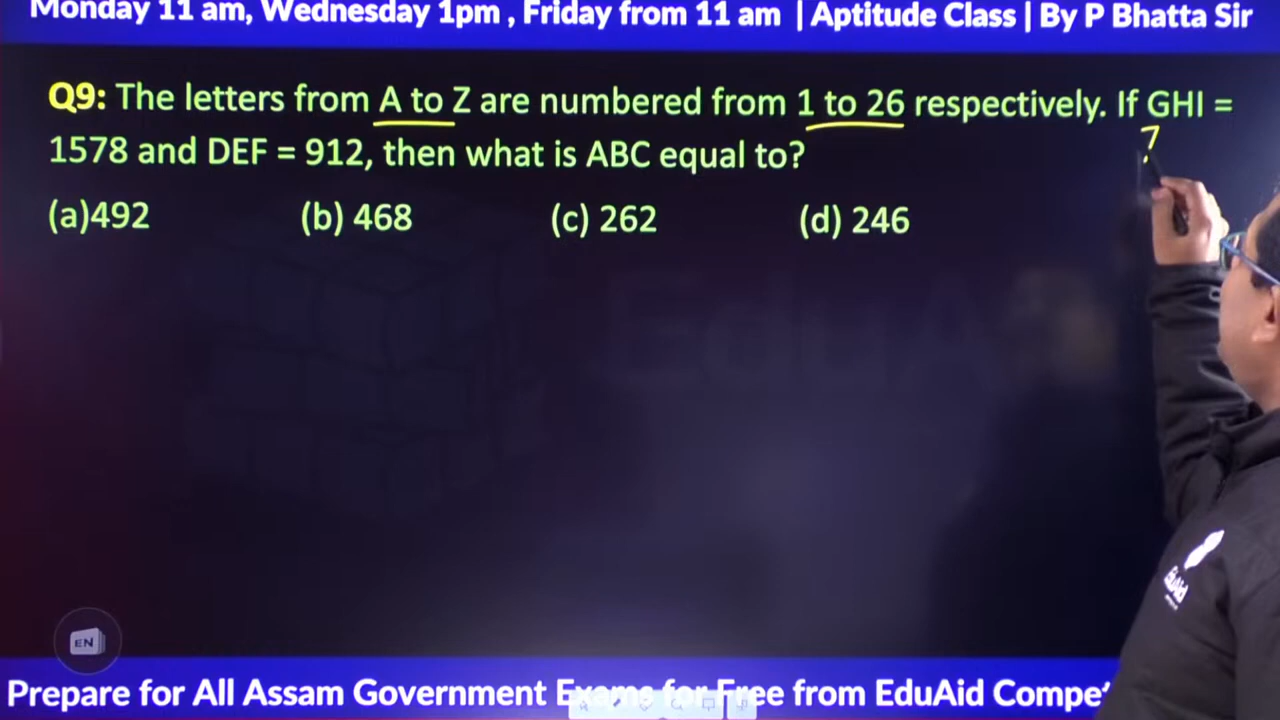 Monday 11 am, Wednesday 1pm , Friday from 11 am | Aptitude Class | By P Bhatta Sir
Q9: The letters from A to Z are numbered from 1 to 26 respectively. If GHI =
7
1578 and DEF = 912, then what is ABC equal to?
(a)492 (b) 468 (c) 262 (d) 246
EduAid
EN
Prepare for All Assam Government Exams for Free from EduAid